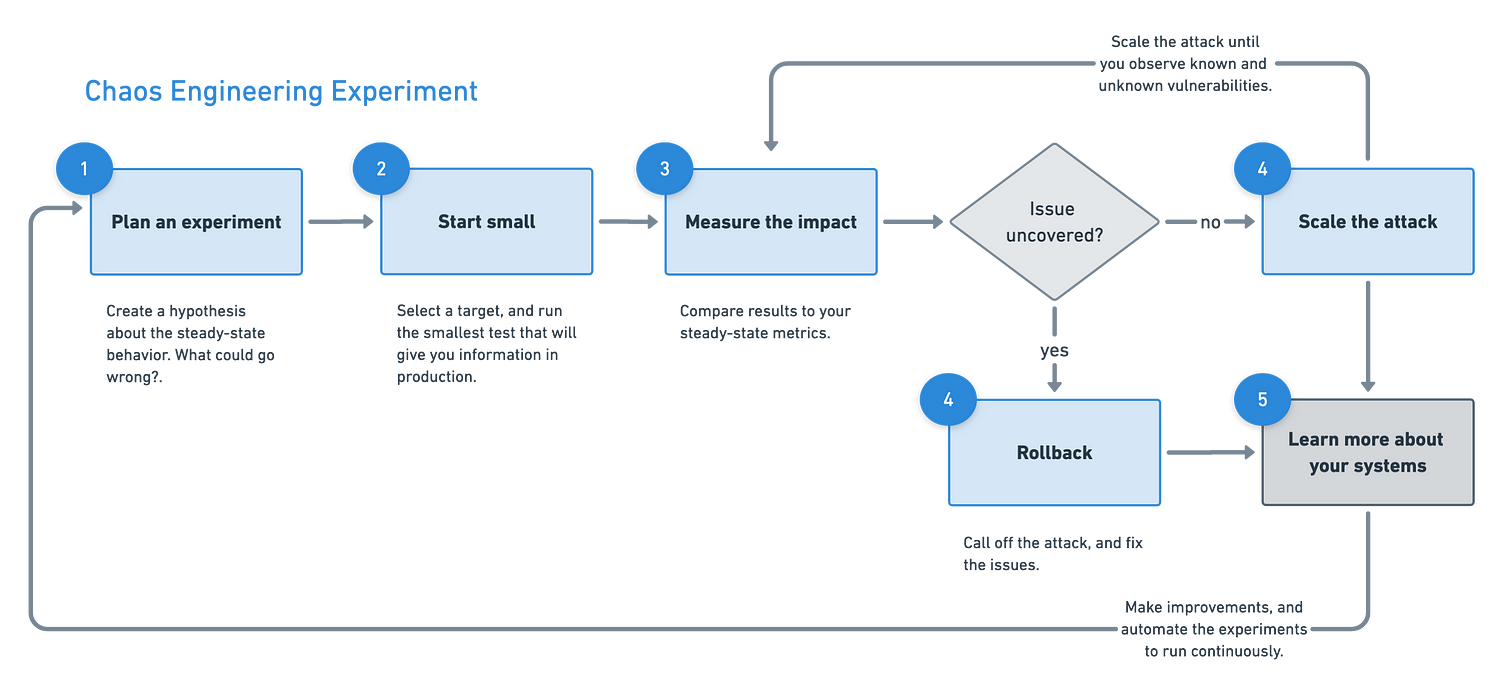 Chaos Engineering Experiment
Scale the attack until
you observe known and
unknown vulnerabilities.
1
Plan an experiment
Create a hypothesis
about the steady-state
behavior. What could go
wrong?.
2
Start small
Select a target, and run
the smallest test that will
give you information in
production.
3
Measure the impact
Compare results to your
steady-state metrics.
Issue
uncovered?
no
4
Scale the attack
yes
4
Rollback
Call off the attack, and fix
the issues.
5
Learn more about
your systems
Make improvements, and
automate the experiments
to run continuously.